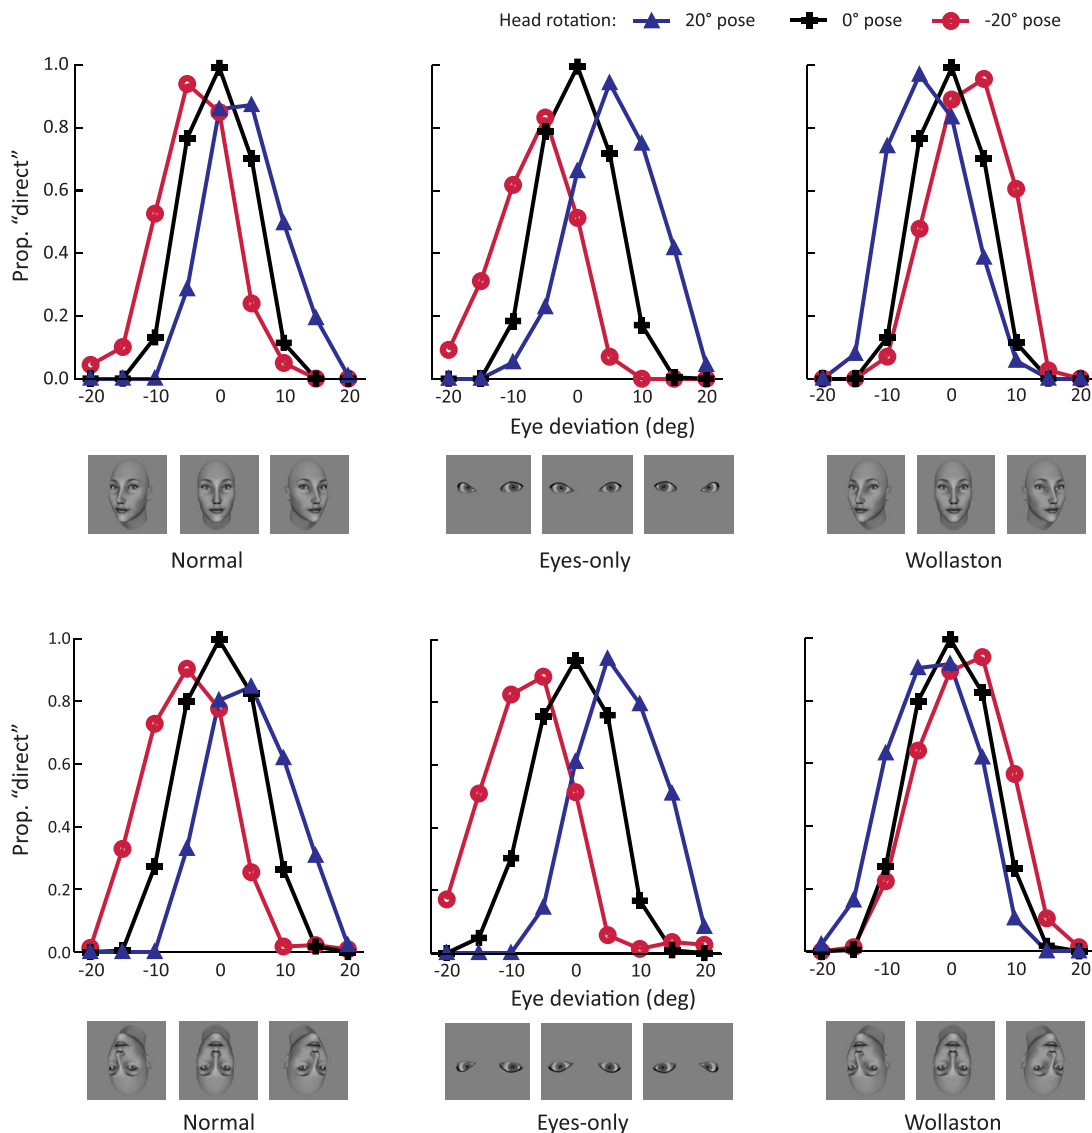 Head rotation: 20° pose 0° pose -20° pose
1.0
0.8
0.6
0.4
0.2
0.0
Prop. “direct”
-20 -10 0 10 20
-20 -10 0 10 20
-20 -10 0 10 20
Eye deviation (deg)
Normal
Eyes-only
Wollaston
1.0
0.8
0.6
0.4
0.2
0.0
Prop. “direct”
-20 -10 0 10 20
-20 -10 0 10 20
-20 -10 0 10 20
Eye deviation (deg)
Normal
Eyes-only
Wollaston